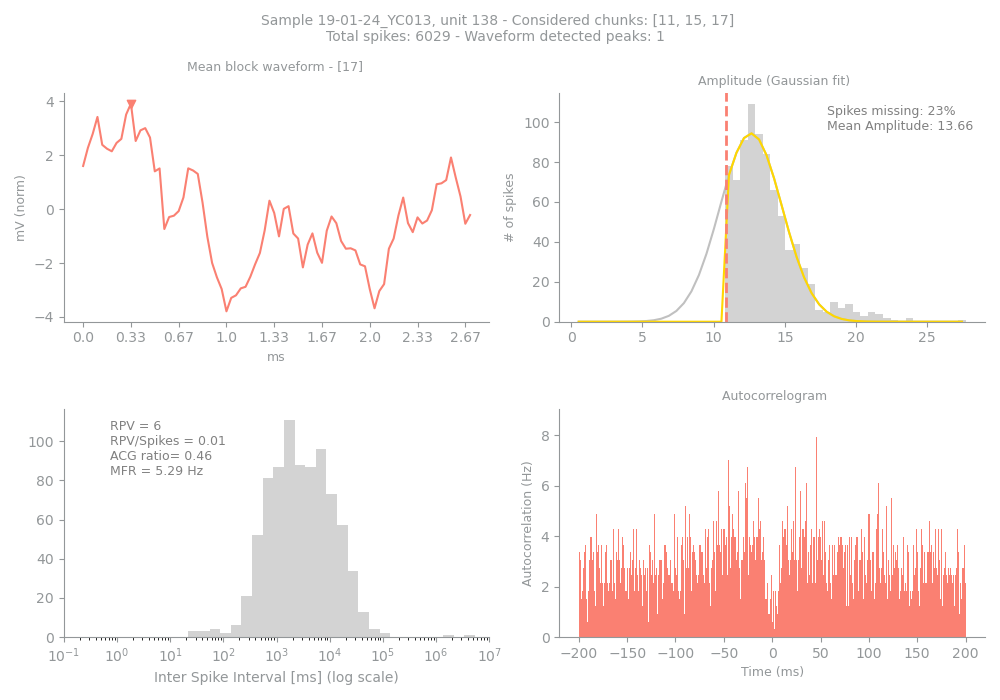 Sample 19-01-24_YC013, unit 138 - Considered chunks: [11, 15, 17]
Total spikes: 6029 - Waveform detected peaks: 1
Mean block waveform - [17]
mV (norm)
4
2
0
−2
−4
0.0 0.33 0.67 1.0 1.33 1.67 2.0 2.33 2.67
ms
Amplitude (Gaussian fit)
Spikes missing: 23%
Mean Amplitude: 13.66
# of spikes
100
80
60
40
20
0
0 5 10 15 20 25
RPV = 6
RPV/Spikes = 0.01
ACG ratio= 0.46
MFR = 5.29 Hz
100
80
60
40
20
0
10⁻¹ 10⁰ 10¹ 10² 10³ 10⁴ 10⁵ 10⁶ 10⁷
Inter Spike Interval [ms] (log scale)
Autocorrelogram
Autocorrelation (Hz)
8
6
4
2
0
−200 −150 −100 −50 0 50 100 150 200
Time (ms)